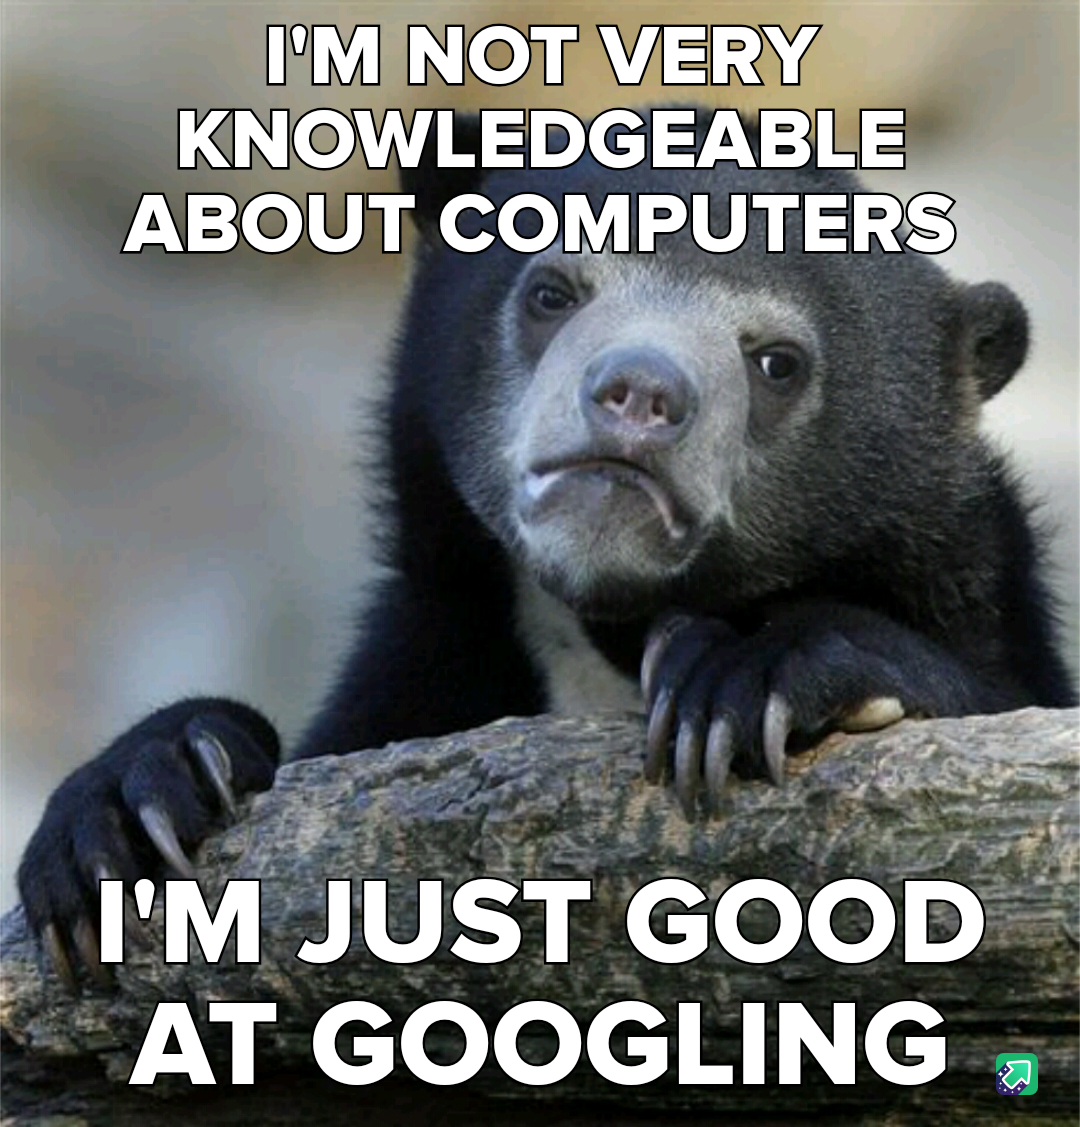 I'M NOT VERY
KNOWLEDGEABLE
ABOUT COMPUTERS
I'M JUST GOOD
AT GOOGLING